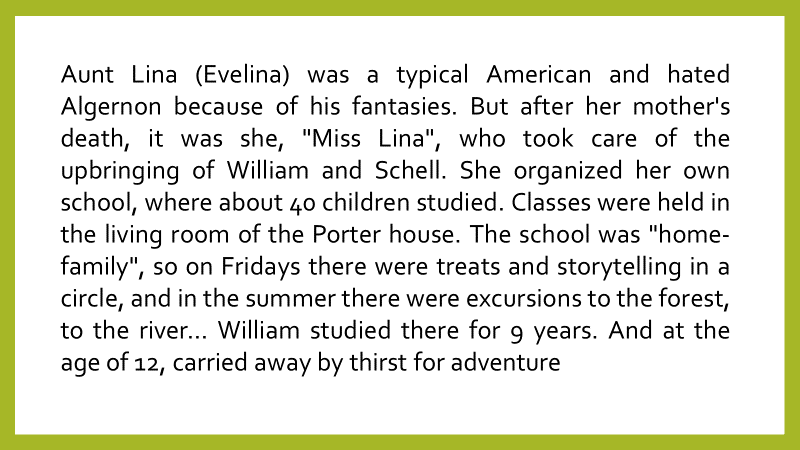 Aunt Lina (Evelina) was a typical American and hated
Algernon because of his fantasies. But after her mother's
death, it was she, "Miss Lina", who took care of the
upbringing of William and Schell. She organized her own
school, where about 40 children studied. Classes were held in
the living room of the Porter house. The school was "home-
family", so on Fridays there were treats and storytelling in a
circle, and in the summer there were excursions to the forest,
to the river... William studied there for 9 years. And at the
age of 12, carried away by thirst for adventure